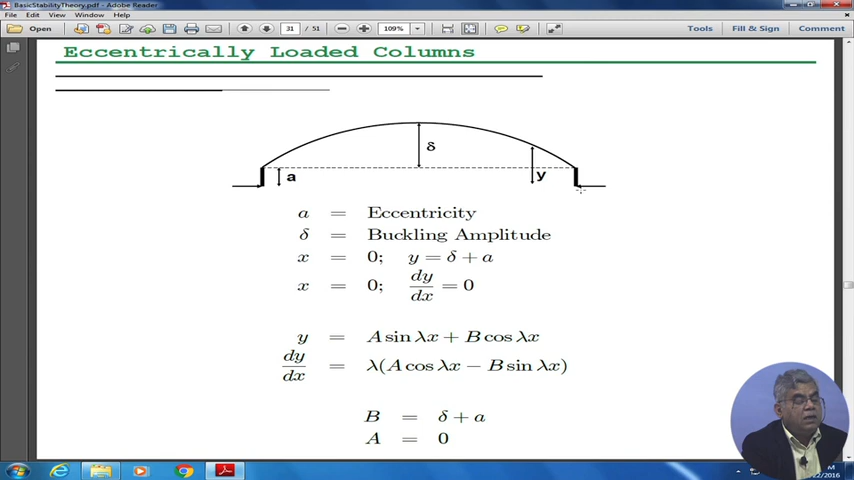 BasicStabilityTheory.pdf - Adobe Reader
File Edit View Window Help
Open 31 / 51 109% Tools Fill & Sign Comment
Eccentrically Loaded Columns
δ
a
y
a = Eccentricity
δ = Buckling Amplitude
x = 0; y = δ + a
x = 0; dy/dx = 0
y = A sin λx + B cos λx
dy/dx = λ(A cos λx − B sin λx)
B = δ + a
A = 0